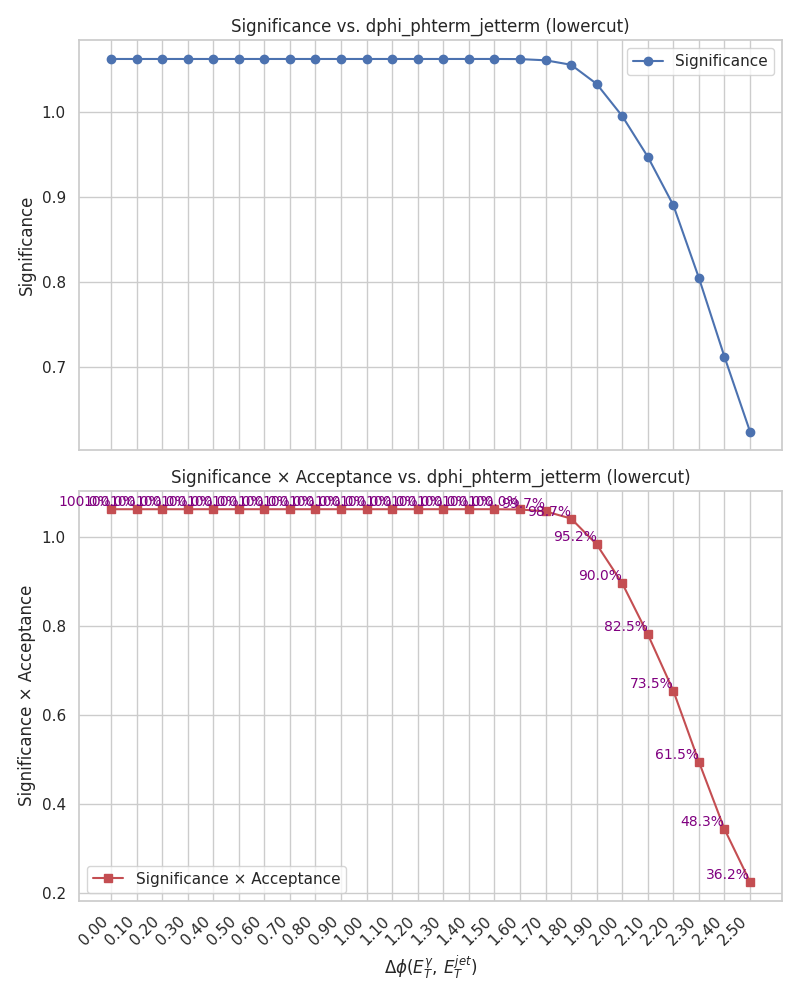 Significance vs. dphi_phterm_jetterm (lowercut)
Significance
1.0
0.9
0.8
0.7
Significance
Significance × Acceptance vs. dphi_phterm_jetterm (lowercut)
99.7%
98.7%
95.2%
90.0%
82.5%
73.5%
61.5%
48.3%
36.2%
1.0
0.8
0.6
0.4
0.2
Significance × Acceptance
Significance × Acceptance
0.00 0.10 0.20 0.30 0.40 0.50 0.60 0.70 0.80 0.90 1.00 1.10 1.20 1.30 1.40 1.50 1.60 1.70 1.80 1.90 2.00 2.10 2.20 2.30 2.40 2.50
Δϕ(E_T^γ, E_T^{jet})